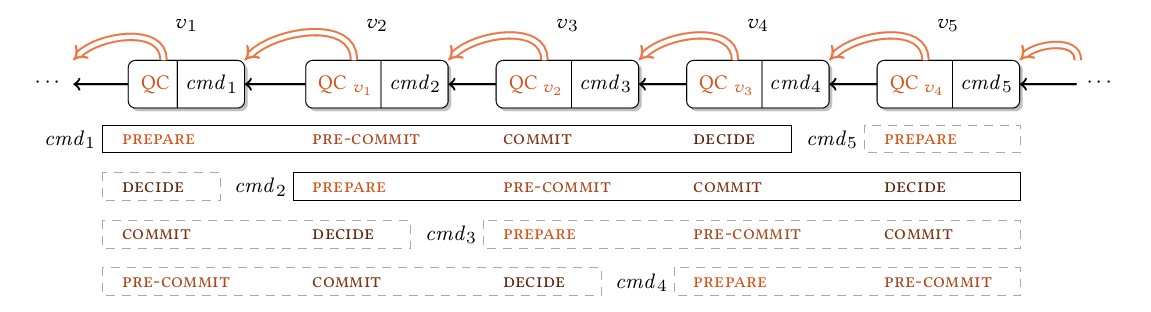 v₁ v₂ v₃ v₄ v₅
··· QC cmd₁ QC v₁ cmd₂ QC v₂ cmd₃ QC v₃ cmd₄ QC v₄ cmd₅ ···
cmd₁ PREPARE PRE-COMMIT COMMIT DECIDE cmd₅ PREPARE
DECIDE cmd₂ PREPARE PRE-COMMIT COMMIT DECIDE
COMMIT DECIDE cmd₃ PREPARE PRE-COMMIT COMMIT
PRE-COMMIT COMMIT DECIDE cmd₄ PREPARE PRE-COMMIT